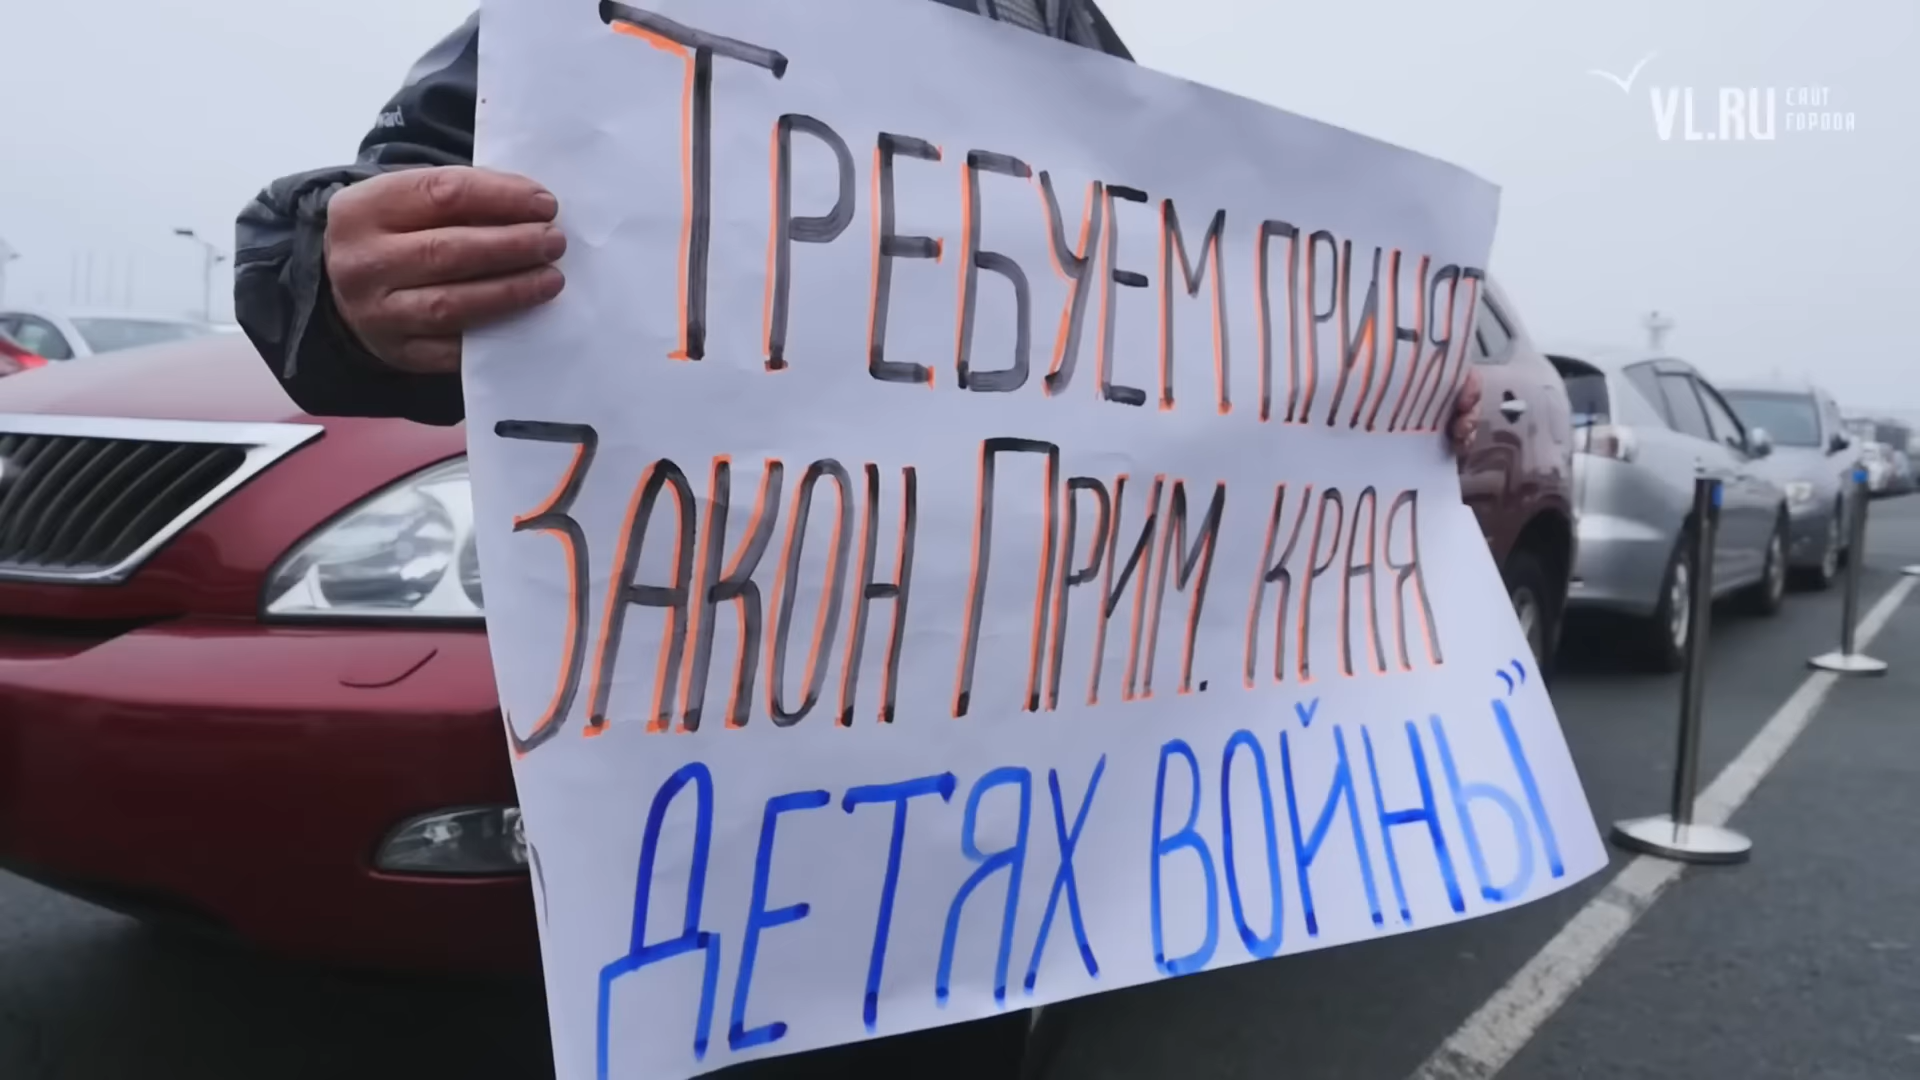 VL.RU САЙТ ГОРОДА
ТРЕБУЕМ ПРИНЯТ
ЗАКОН ПРИМ. КРАЯ
ДЕТЯХ ВОЙНЫ"